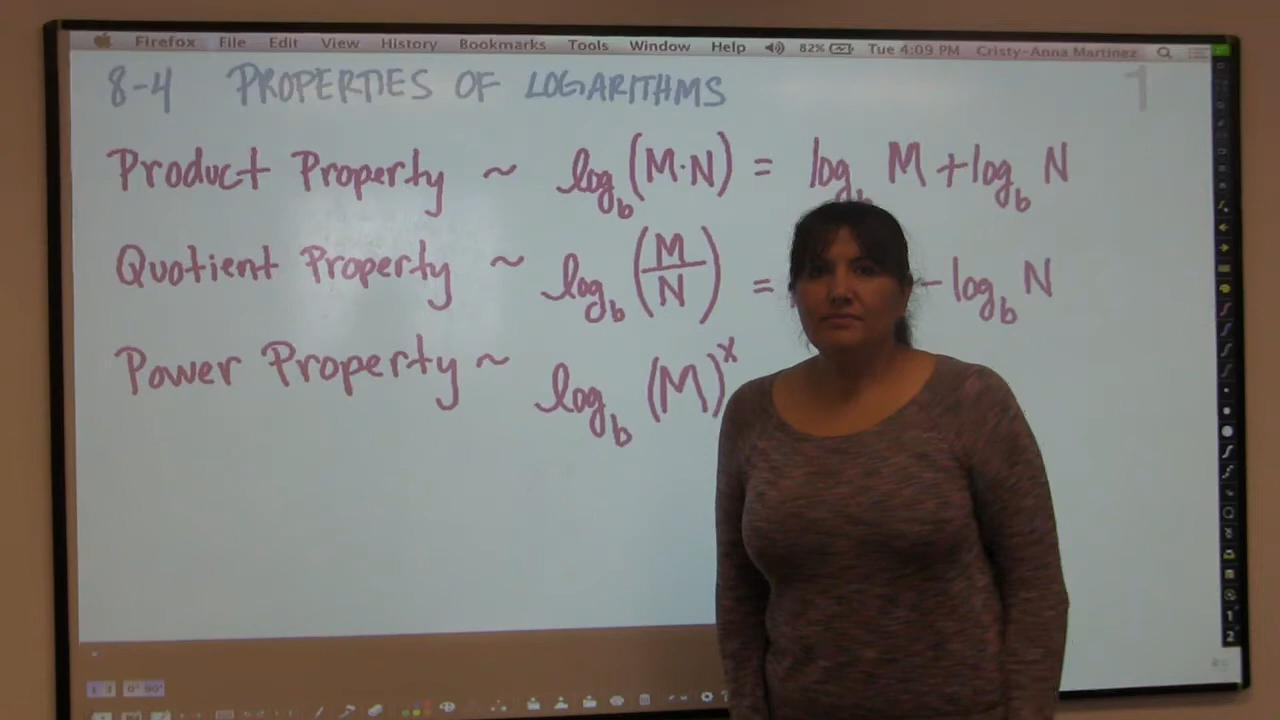 Firefox File Edit View History Bookmarks Tools Window Help 82% Tue 4:09 PM Cristy-Anna Martinez
8-4 PROPERTIES OF LOGARITHMS 1
Product Property ~ log_b (M·N) = log_b M + log_b N
Quotient Property ~ log_b (M/N) = - log_b N
Power Property ~ log_b (M)^x